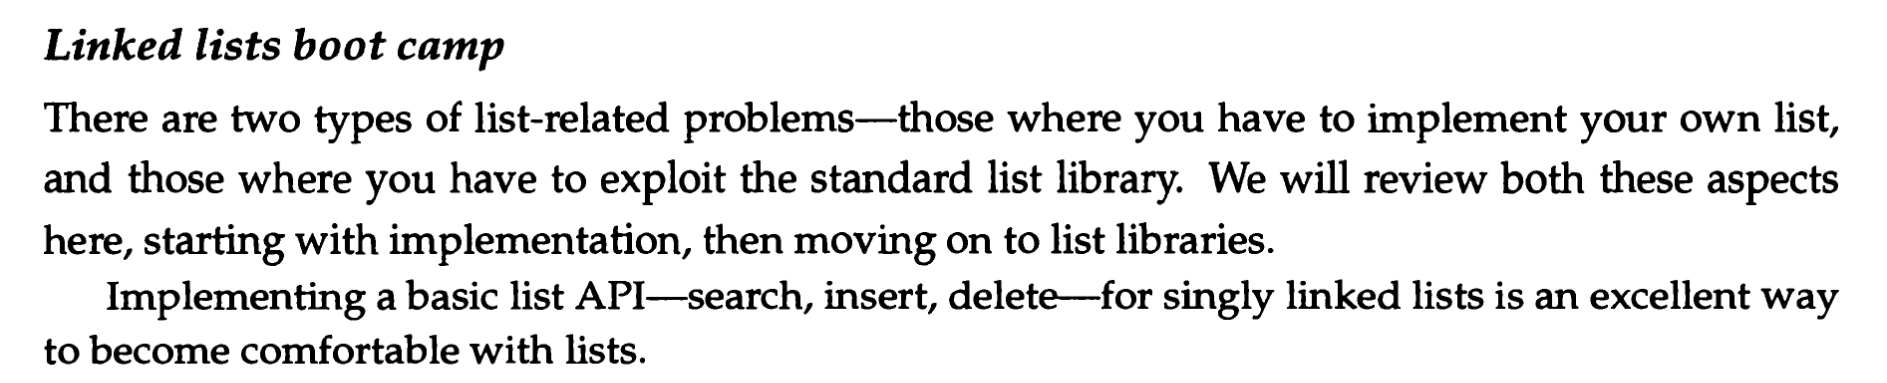 Linked lists boot camp
There are two types of list-related problems—those where you have to implement your own list,
and those where you have to exploit the standard list library. We will review both these aspects
here, starting with implementation, then moving on to list libraries.
Implementing a basic list API—search, insert, delete—for singly linked lists is an excellent way
to become comfortable with lists.